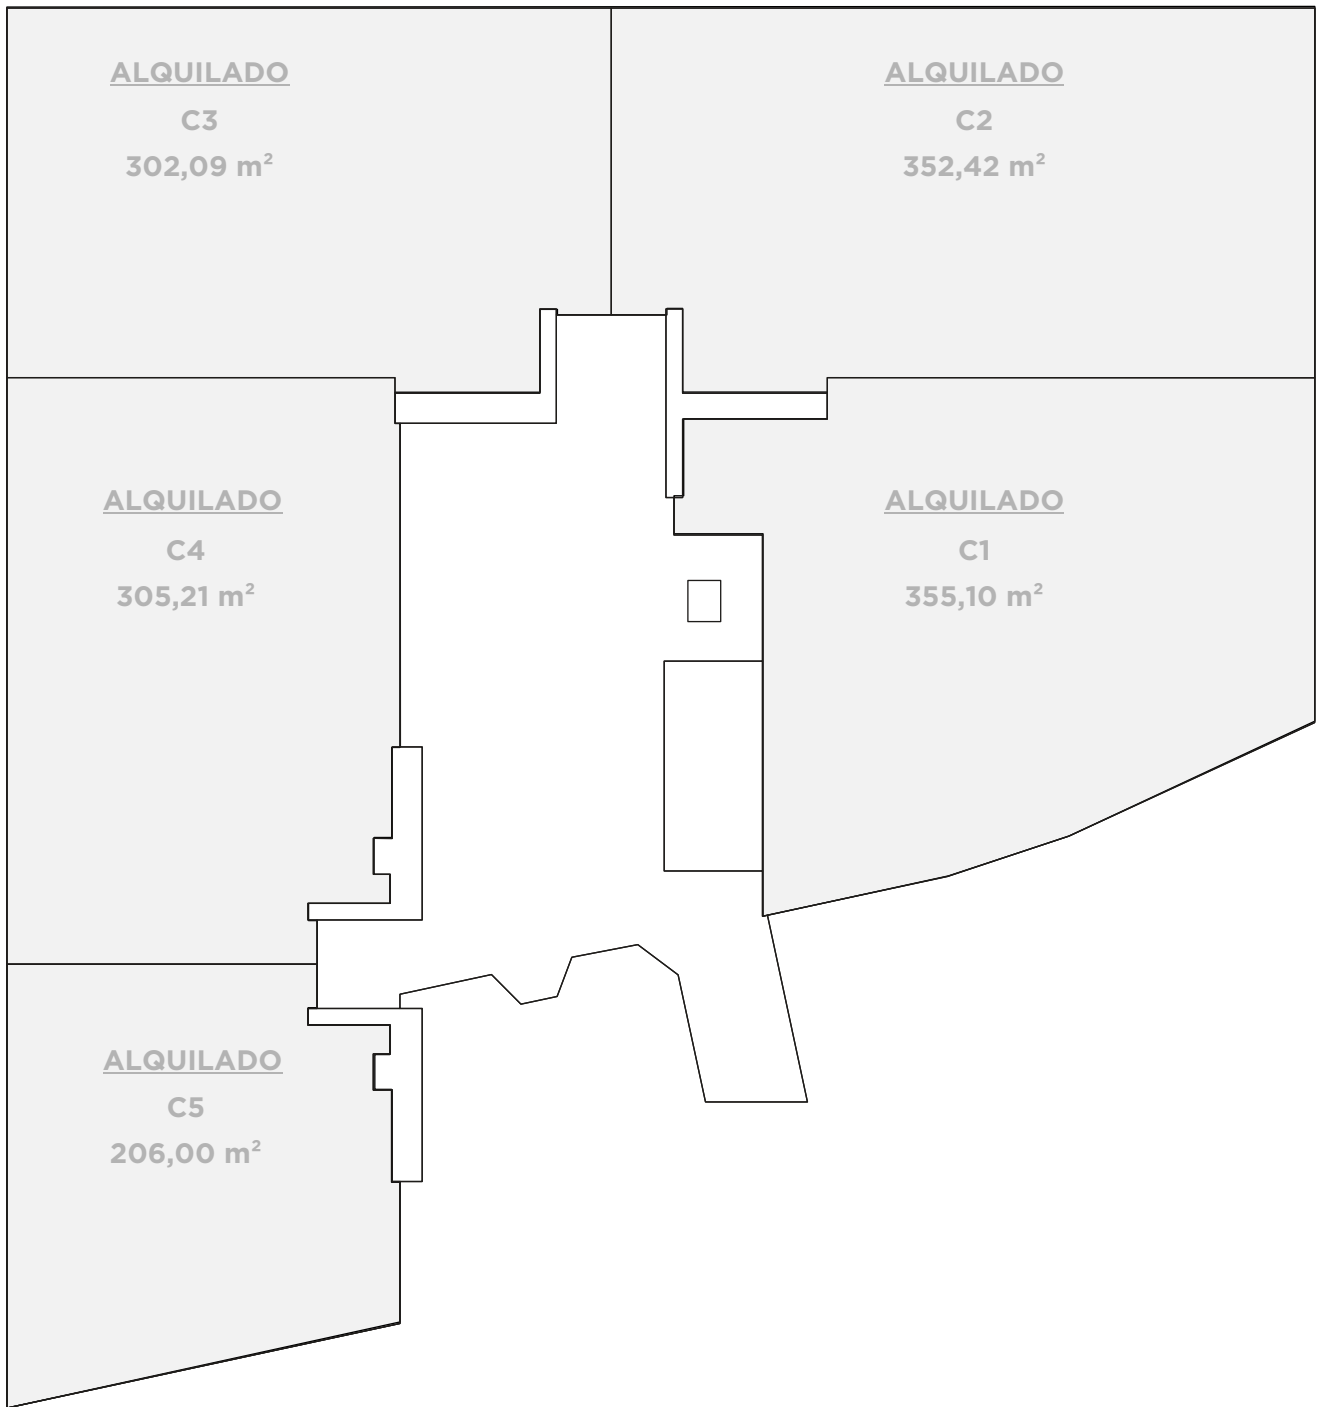 ALQUILADO
C3
302,09 m²
ALQUILADO
C2
352,42 m²
ALQUILADO
C4
305,21 m²
ALQUILADO
C1
355,10 m²
ALQUILADO
C5
206,00 m²